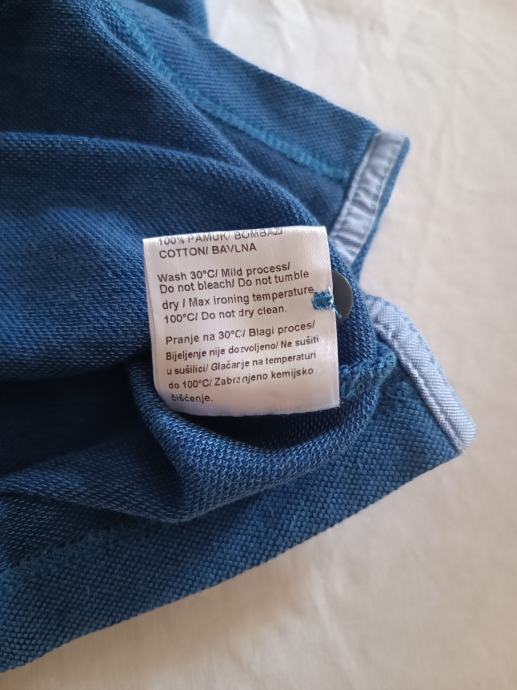 100% PAMUK/ BOMBAŽ/
COTTON/ BAVLNA
Wash 30°C/ Mild process/
Do not bleach/ Do not tumble
dry / Max ironing temperature
100°C/ Do not dry clean.
Pranje na 30°C/ Blagi proces/
Bijeljenje nije dozvoljeno/ Ne sušiti
u sušilici/ Glačanje na temperaturi
do 100°C/ Zabranjeno kemijsko
čišćenje.